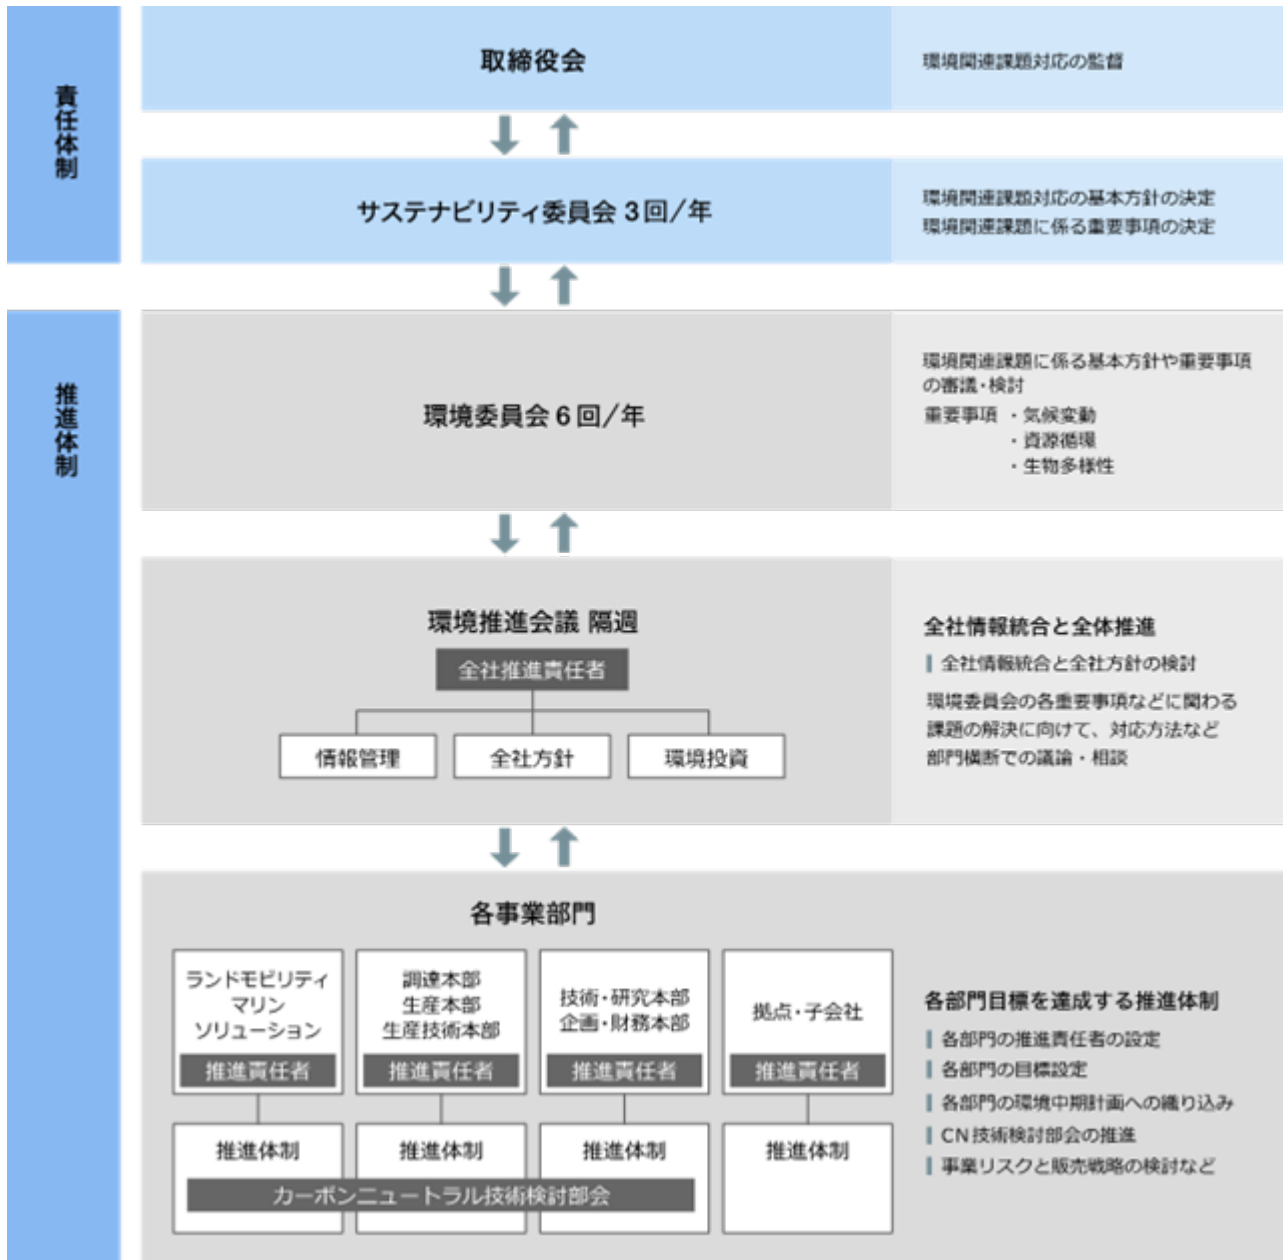 責任体制
取締役会
環境関連課題対応の監督
サステナビリティ委員会 3回/年
環境関連課題対応の基本方針の決定
環境関連課題に係る重要事項の決定
推進体制
環境委員会 6回/年
環境関連課題に係る基本方針や重要事項
の審議・検討
重要事項 ・気候変動
・資源循環
・生物多様性
環境推進会議 隔週
全社推進責任者
情報管理
全社方針
環境投資
全社情報統合と全体推進
全社情報統合と全社方針の検討
環境委員会の各重要事項などに関わる
課題の解決に向けて、対応方法など
部門横断での議論・相談
各事業部門
ランドモビリティ
マリン
ソリューション
推進責任者
調達本部
生産本部
生産技術本部
推進責任者
技術・研究本部
企画・財務本部
推進責任者
拠点・子会社
推進責任者
推進体制
推進体制
推進体制
推進体制
カーボンニュートラル技術検討部会
各部門目標を達成する推進体制
各部門の推進責任者の設定
各部門の目標設定
各部門の環境中期計画への織り込み
CN技術検討部会の推進
事業リスクと販売戦略の検討など